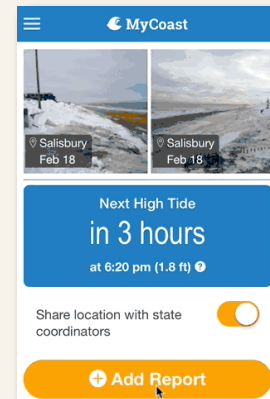 MyCoast
Salisbury
Feb 18
Salisbury
Feb 18
Next High Tide
in 3 hours
at 6:20 pm (1.8 ft) ?
Share location with state
coordinators
+ Add Report